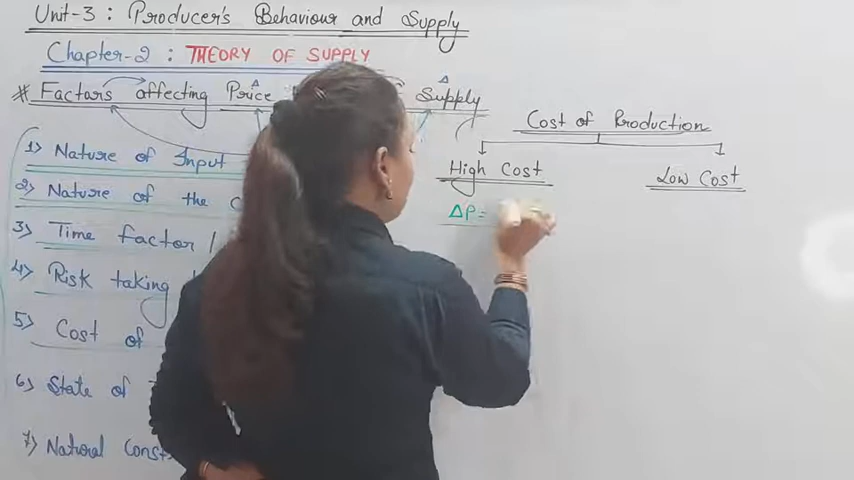 Unit-3 : Producer's Behaviour and Supply
Chapter-2 : THEORY OF SUPPLY
* Factors affecting Price Supply
Δ Δ
1) Nature of Input
2) Nature of the
3) Time factor /
4) Risk taking
5) Cost of
6) State of
7) Natural
Cost of Production
High Cost
Low Cost
ΔP =